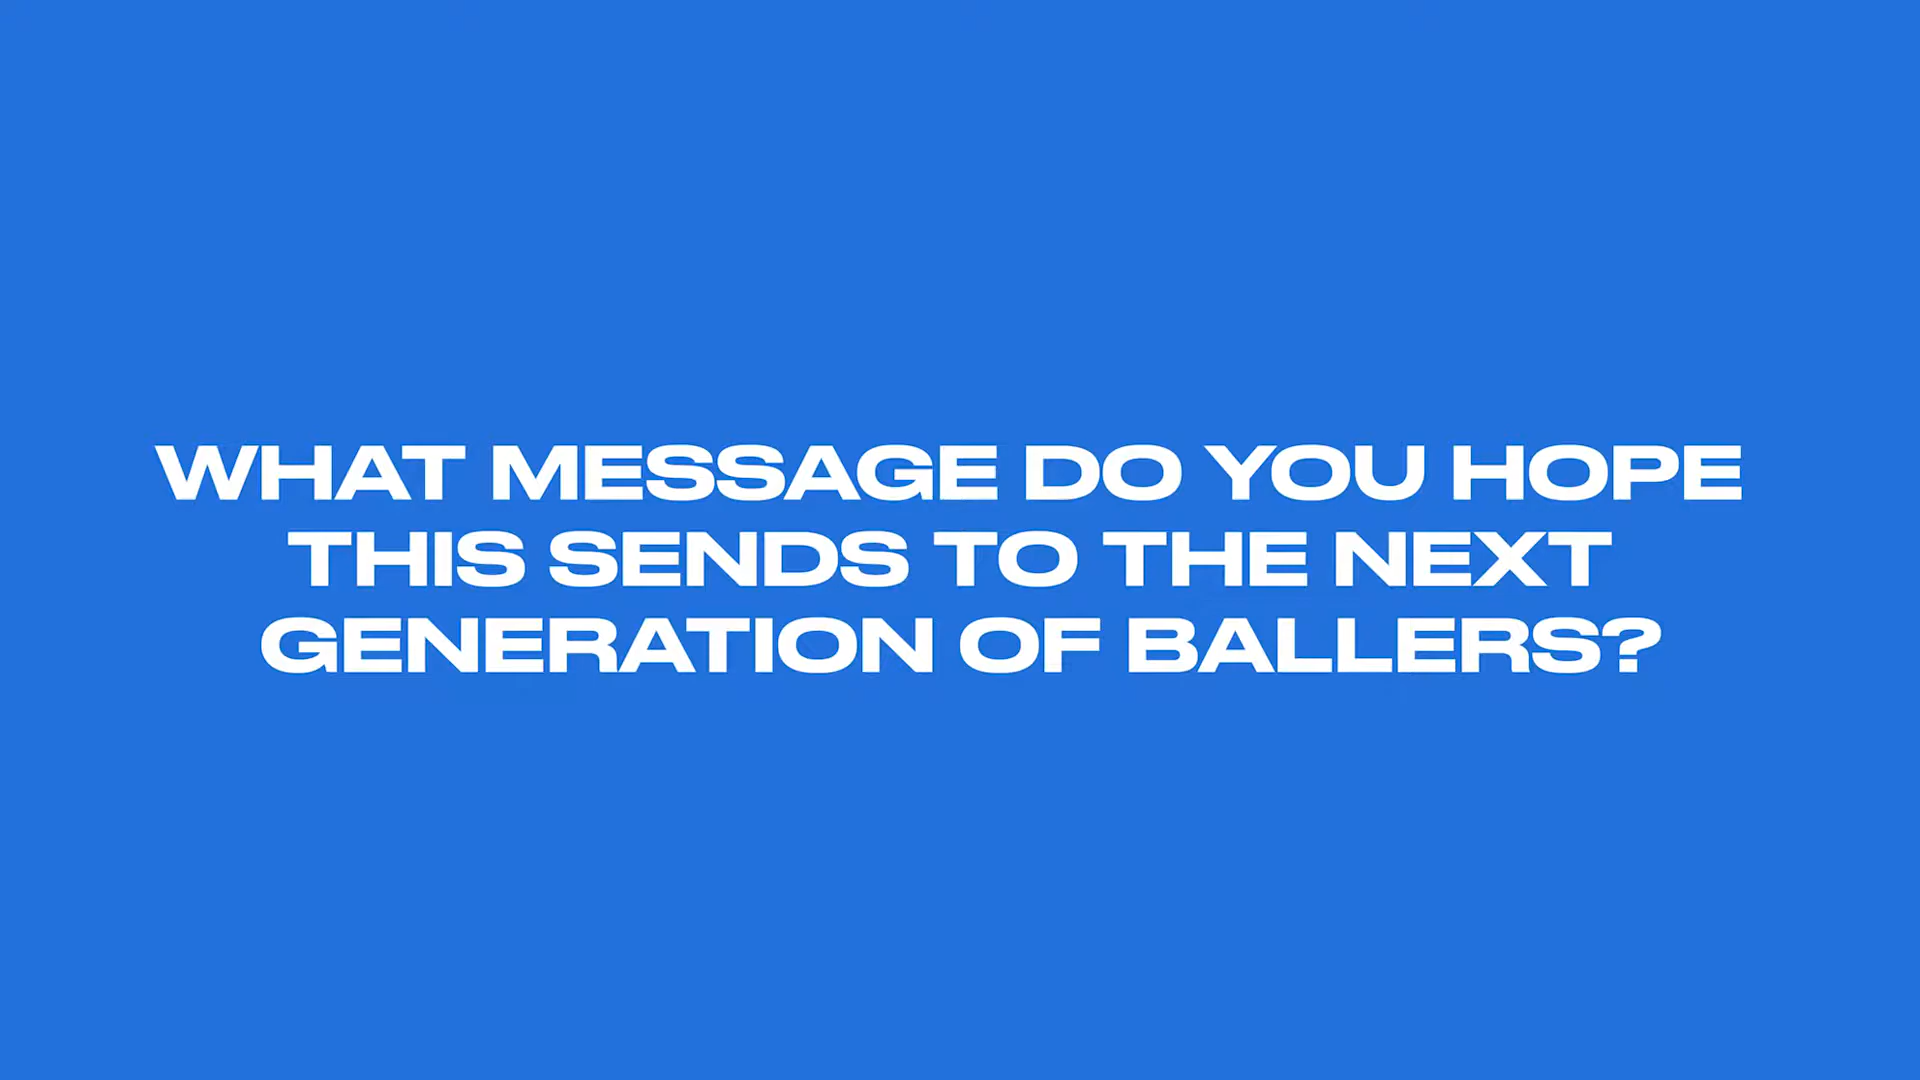 WHAT MESSAGE DO YOU HOPE
THIS SENDS TO THE NEXT
GENERATION OF BALLERS?